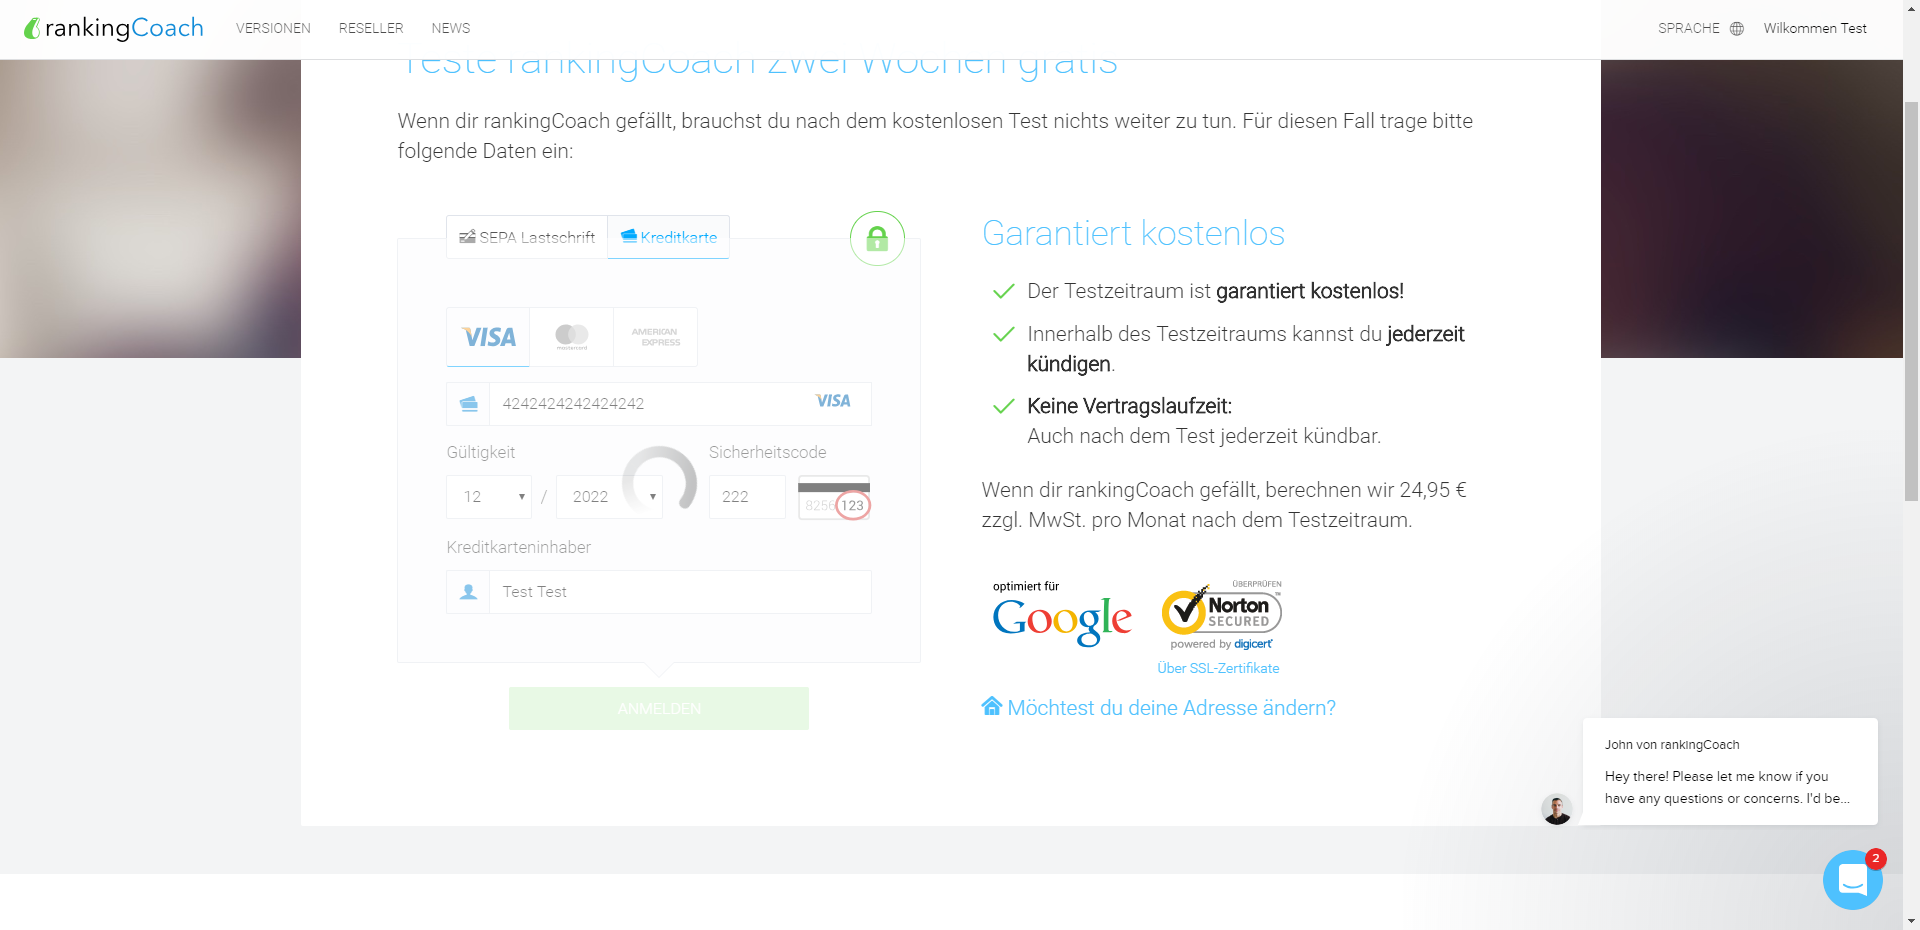 rankingCoach
VERSIONEN
RESELLER
NEWS
SPRACHE
Wilkommen Test
Teste rankingCoach zwei Wochen gratis
Wenn dir rankingCoach gefällt, brauchst du nach dem kostenlosen Test nichts weiter zu tun. Für diesen Fall trage bitte
folgende Daten ein:
SEPA Lastschrift
Kreditkarte
VISA
mastercard
AMERICAN
EXPRESS
4242424242424242
VISA
Gültigkeit
Sicherheitscode
12
/
2022
222
8256
123
Kreditkarteninhaber
Test Test
ANMELDEN
Garantiert kostenlos
Der Testzeitraum ist garantiert kostenlos!
Innerhalb des Testzeitraums kannst du jederzeit
kündigen.
Keine Vertragslaufzeit:
Auch nach dem Test jederzeit kündbar.
Wenn dir rankingCoach gefällt, berechnen wir 24,95 €
zzgl. MwSt. pro Monat nach dem Testzeitraum.
optimiert für
Google
ÜBERPRÜFEN
Norton
SECURED
TM
powered by digicert
Über SSL-Zertifikate
Möchtest du deine Adresse ändern?
John von rankingCoach
Hey there! Please let me know if you
have any questions or concerns. I'd be...
2